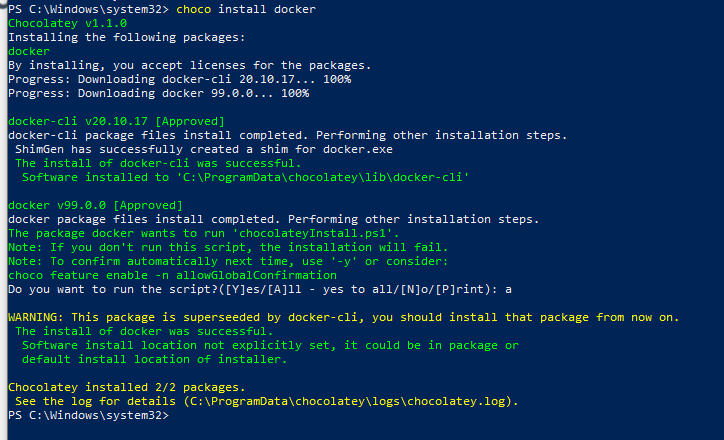 PS C:\Windows\system32> choco install docker
Chocolatey v1.1.0
Installing the following packages:
docker
By installing, you accept licenses for the packages.
Progress: Downloading docker-cli 20.10.17... 100%
Progress: Downloading docker 99.0.0... 100%
docker-cli v20.10.17 [Approved]
docker-cli package files install completed. Performing other installation steps.
ShimGen has successfully created a shim for docker.exe
The install of docker-cli was successful.
Software installed to 'C:\ProgramData\chocolatey\lib\docker-cli'
docker v99.0.0 [Approved]
docker package files install completed. Performing other installation steps.
The package docker wants to run 'chocolateyInstall.ps1'.
Note: If you don't run this script, the installation will fail.
Note: To confirm automatically next time, use '-y' or consider:
choco feature enable -n allowGlobalConfirmation
Do you want to run the script?([Y]es/[A]ll - yes to all/[N]o/[P]rint): a
WARNING: This package is superseeded by docker-cli, you should install that package from now on.
The install of docker was successful.
Software install location not explicitly set, it could be in package or
default install location of installer.
Chocolatey installed 2/2 packages.
See the log for details (C:\ProgramData\chocolatey\logs\chocolatey.log).
PS C:\Windows\system32>